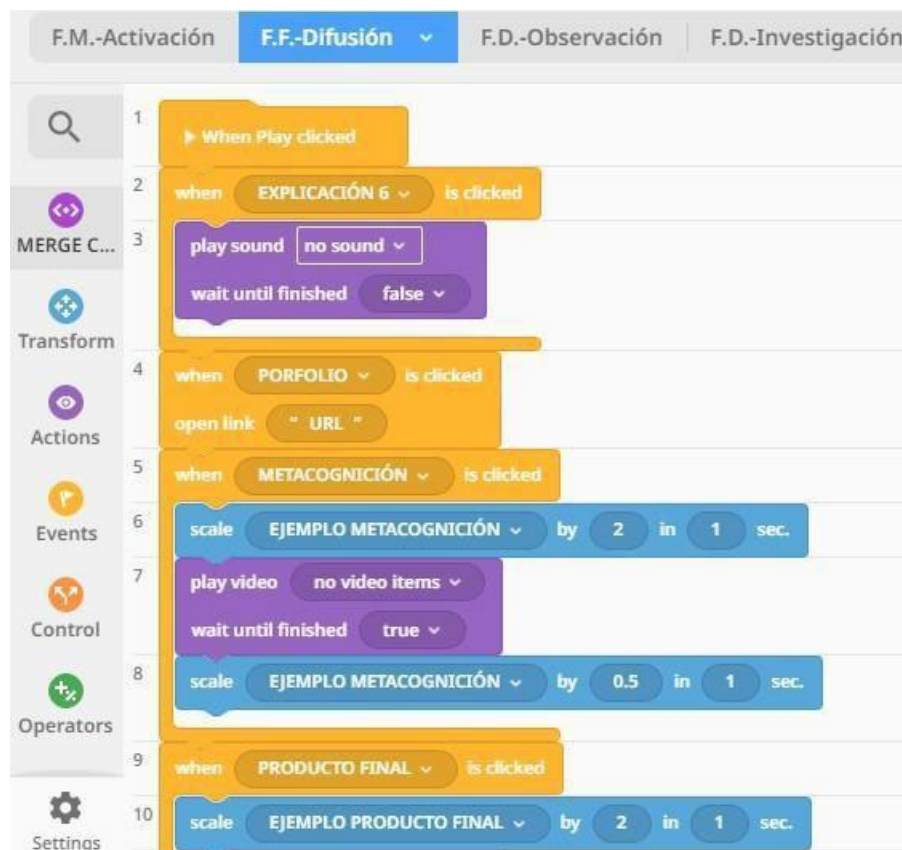 F.M.-Activación F.F.-Difusión F.D.-Observación F.D.-Investigación
1 When Play clicked
2 when EXPLICACIÓN 6 is clicked
MERGE C...
3 play sound no sound
wait until finished false
Transform
4 when PORFOLIO is clicked
open link " URL "
Actions
5 when METACOGNICIÓN is clicked
6 scale EJEMPLO METACOGNICIÓN by 2 in 1 sec.
Events
7 play video no video items
wait until finished true
Control
8 scale EJEMPLO METACOGNICIÓN by 0.5 in 1 sec.
Operators
9 when PRODUCTO FINAL is clicked
10 scale EJEMPLO PRODUCTO FINAL by 2 in 1 sec.
Settings